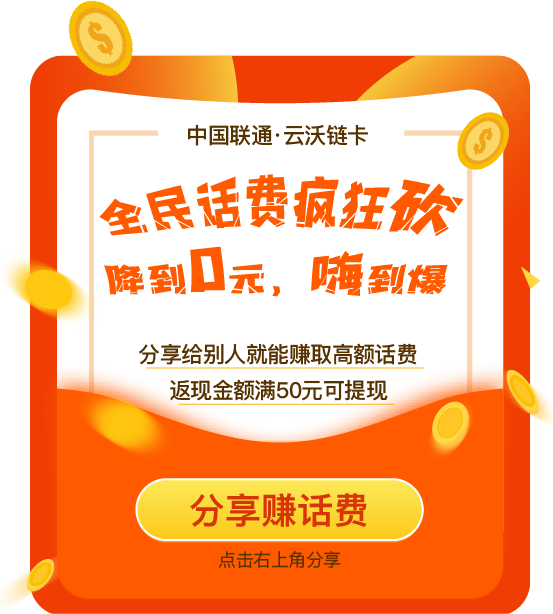 中国联通·云沃链卡
全民话费疯狂砍
降到0元，嗨到爆
分享给别人就能赚取高额话费
返现金额满50元可提现
分享赚话费
点击右上角分享